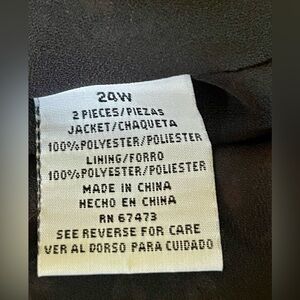 24W
2 PIECES/PIEZAS
JACKET/CHAQUETA
100%POLYESTER/POLIESTER
LINING/FORRO
100%POLYESTER/POLIESTER
MADE IN CHINA
HECHO EN CHINA
RN 67473
SEE REVERSE FOR CARE
VER AL DORSO PARA CUIDADO